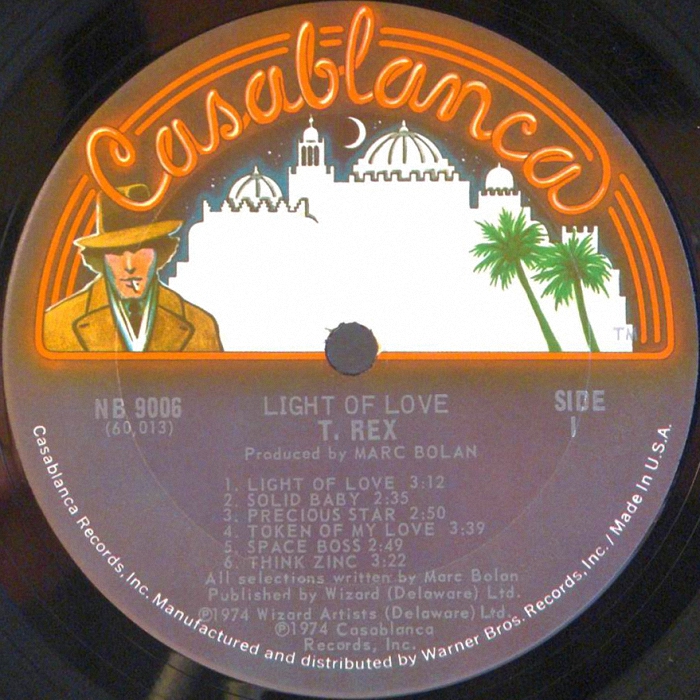 Casablanca
TM
NB 9006
(60,013)
LIGHT OF LOVE
T. REX
Produced by MARC BOLAN
SIDE
1
1. LIGHT OF LOVE 3:12
2. SOLID BABY 2:35
3. PRECIOUS STAR 2:50
4. TOKEN OF MY LOVE 3:39
5. SPACE BOSS 2:49
6. THINK ZINC 3:22
All selections written by Marc Bolan
Published by Wizard (Delaware) Ltd.
℗1974 Wizard Artists (Delaware) Ltd.
℗1974 Casablanca
Records, Inc.
Casablanca Records, Inc. Manufactured and distributed by Warner Bros. Records, Inc. / Made In U.S.A.